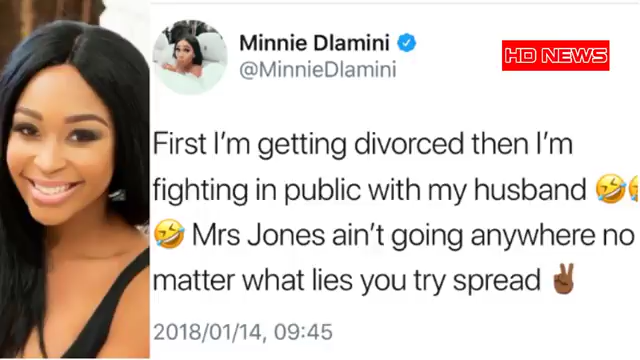 Minnie Dlamini
@MinnieDlamini
HD NEWS
First I’m getting divorced then I’m
fighting in public with my husband 🤣🤣
🤣 Mrs Jones ain’t going anywhere no
matter what lies you try spread ✌🏾
2018/01/14, 09:45